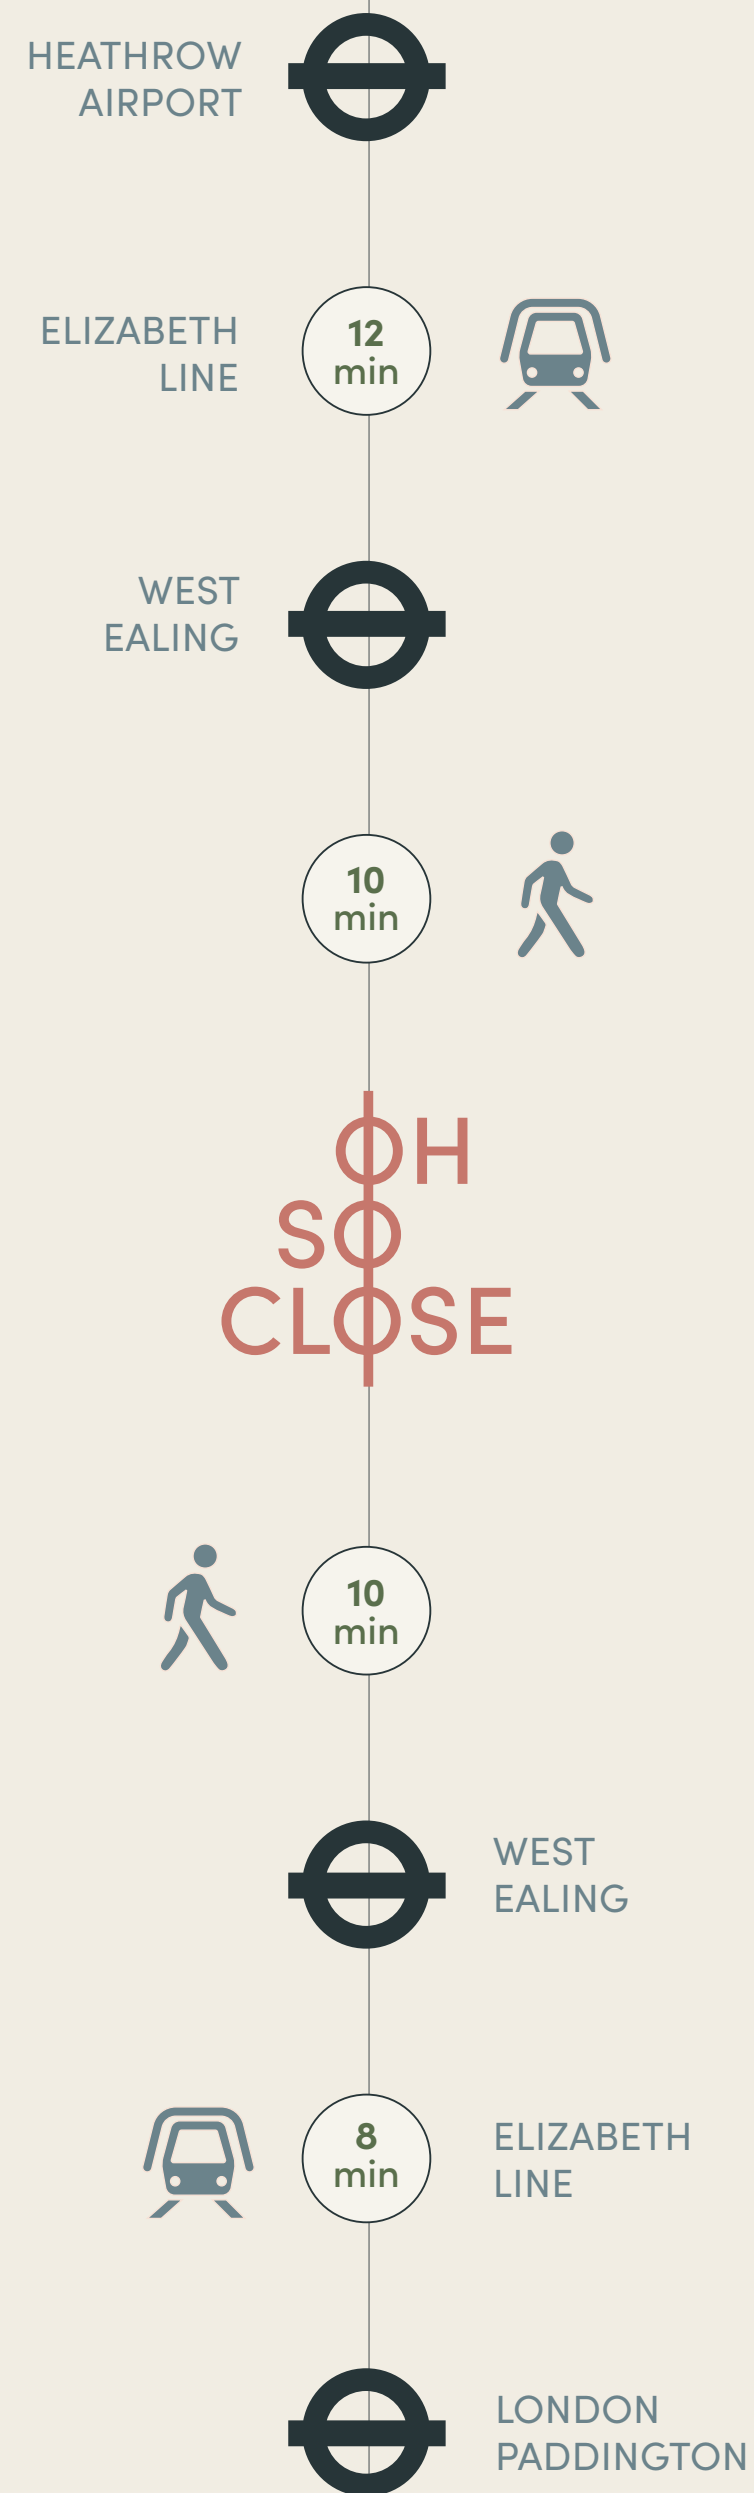 HEATHROW
AIRPORT
ELIZABETH
LINE
12
min
WEST
EALING
10
min
OH
SO
CLOSE
10
min
WEST
EALING
8
min
ELIZABETH
LINE
LONDON
PADDINGTON